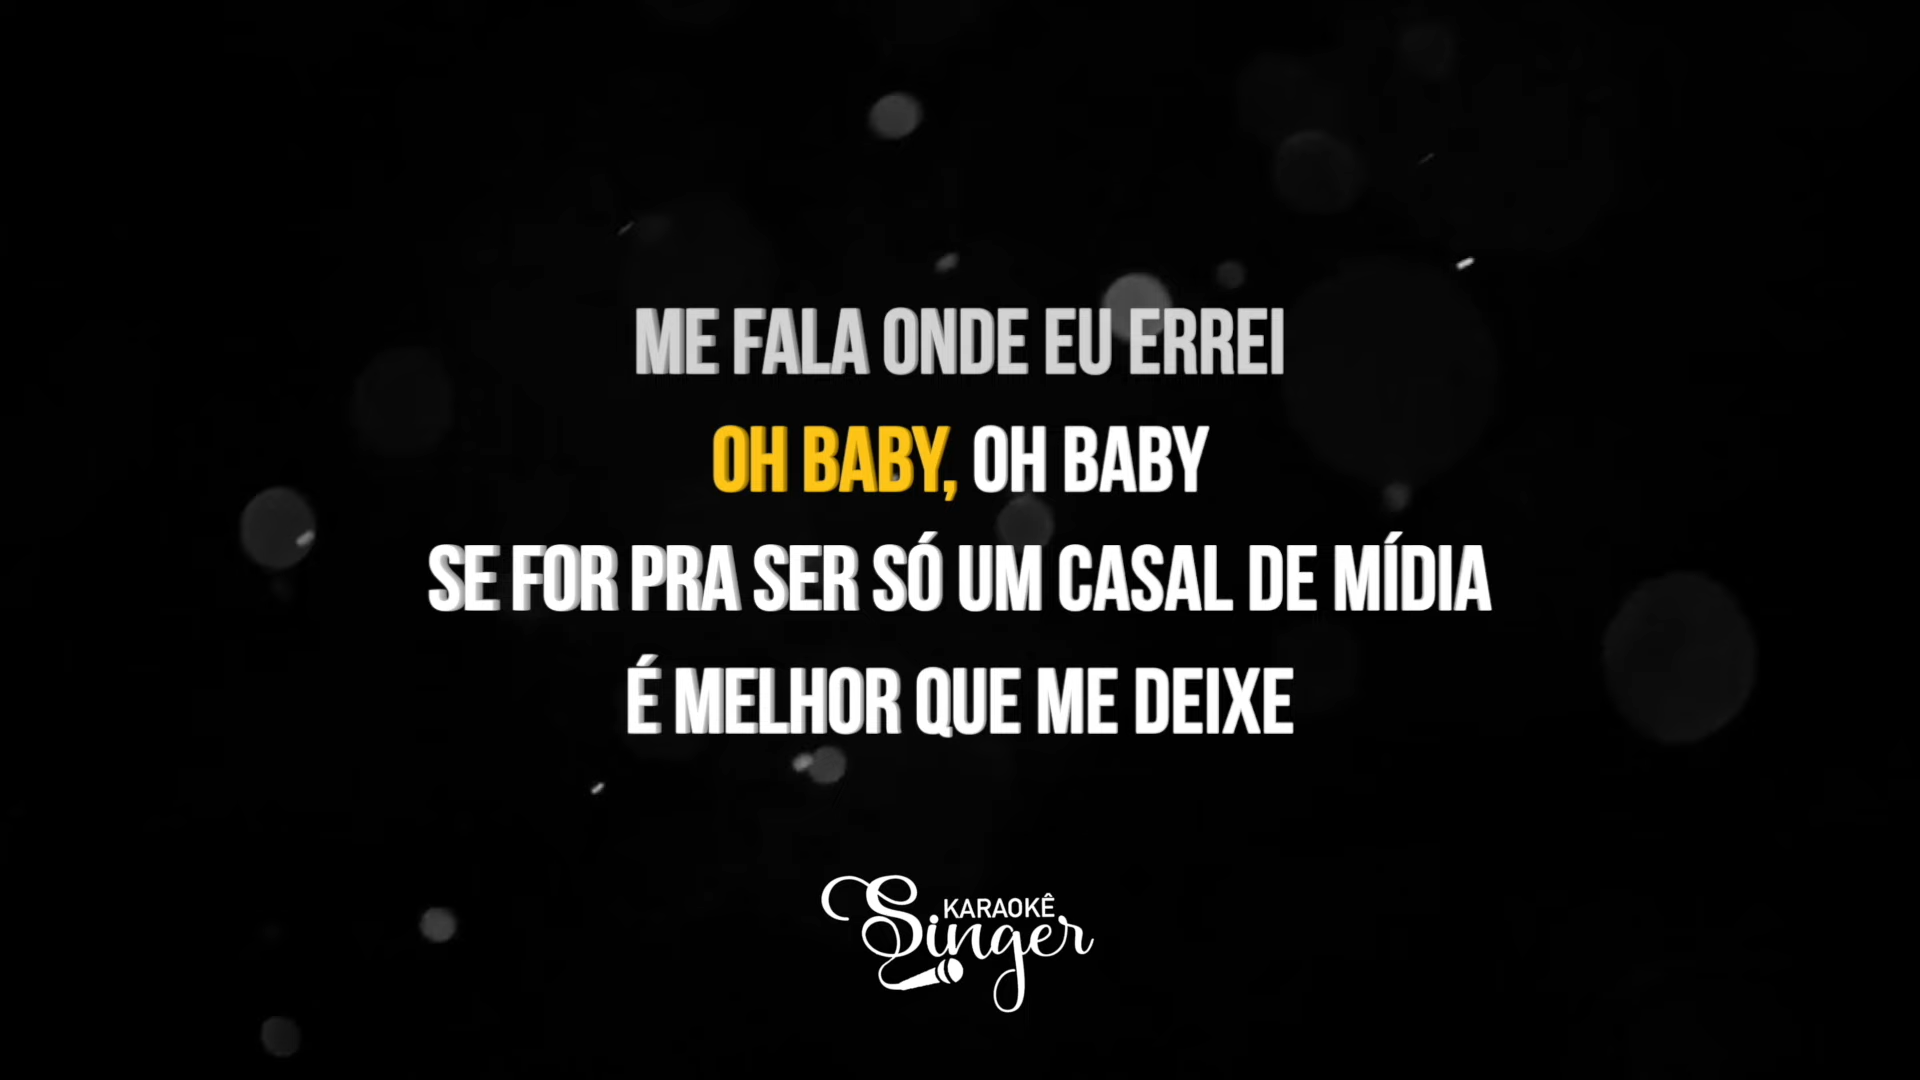 ME FALA ONDE EU ERREI
OH BABY, OH BABY
SE FOR PRA SER SÓ UM CASAL DE MÍDIA
É MELHOR QUE ME DEIXE
KARAOKÊ
Singer